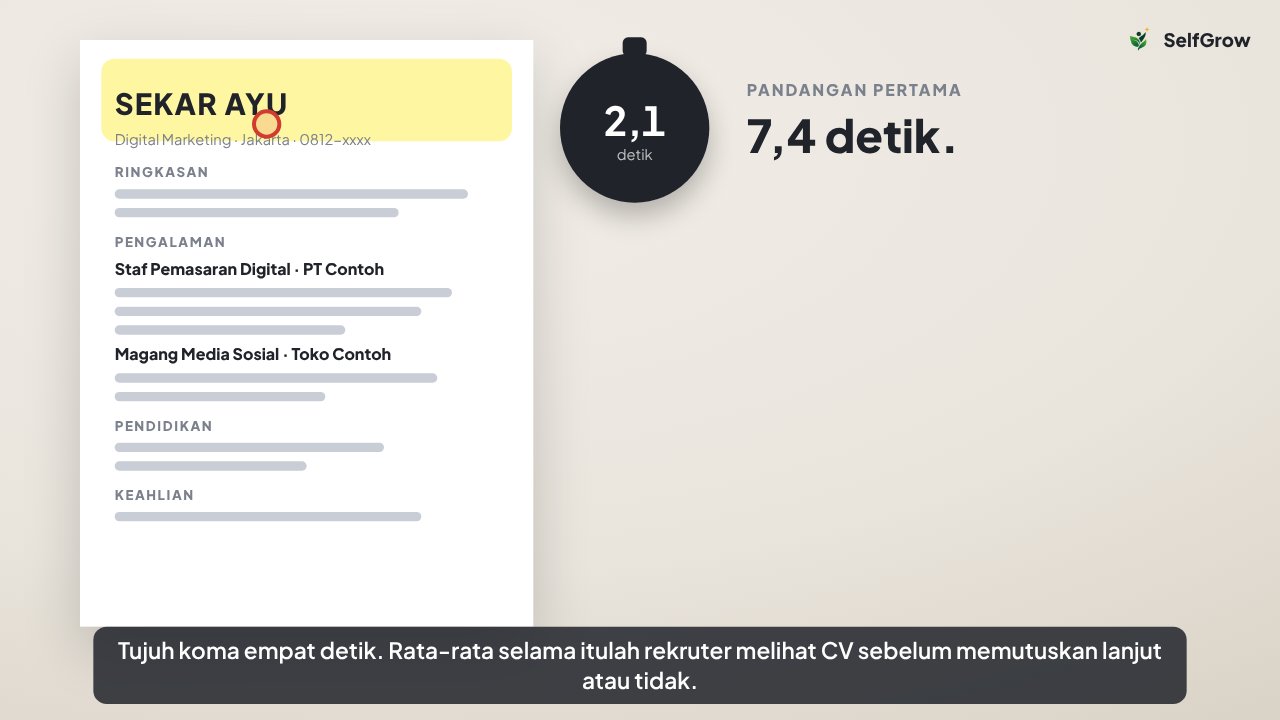 SelfGrow
SEKAR AYU
Digital Marketing · Jakarta · 0812–xxxx
RINGKASAN
PENGALAMAN
Staf Pemasaran Digital · PT Contoh
Magang Media Sosial · Toko Contoh
PENDIDIKAN
KEAHLIAN
2,1
detik
PANDANGAN PERTAMA
7,4 detik.
Tujuh koma empat detik. Rata–rata selama itulah rekruter melihat CV sebelum memutuskan lanjut
atau tidak.